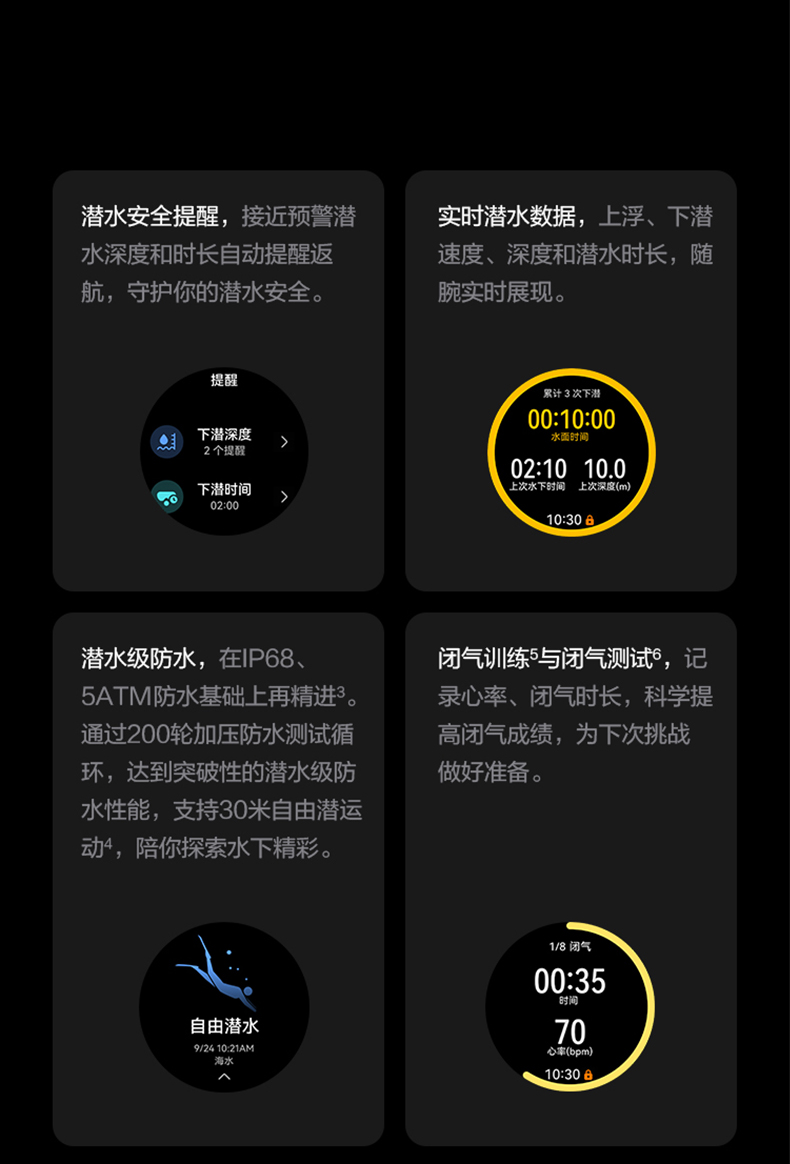 潜水安全提醒，接近预警潜
水深度和时长自动提醒返
航，守护你的潜水安全。
提醒
下潜深度
2 个提醒
下潜时间
02:00
实时潜水数据，上浮、下潜
速度、深度和潜水时长，随
腕实时展现。
累计 3 次下潜
00:10:00
水面时间
02:10 10.0
上次水下时间 上次深度(m)
10:30
潜水级防水，在IP68、
5ATM防水基础上再精进³。
通过200轮加压防水测试循
环，达到突破性的潜水级防
水性能，支持30米自由潜运
动⁴，陪你探索水下精彩。
自由潜水
9/24 10:21AM
海水
闭气训练⁵与闭气测试⁶，记
录心率、闭气时长，科学提
高闭气成绩，为下次挑战
做好准备。
1/8 闭气
00:35
时间
70
心率(bpm)
10:30